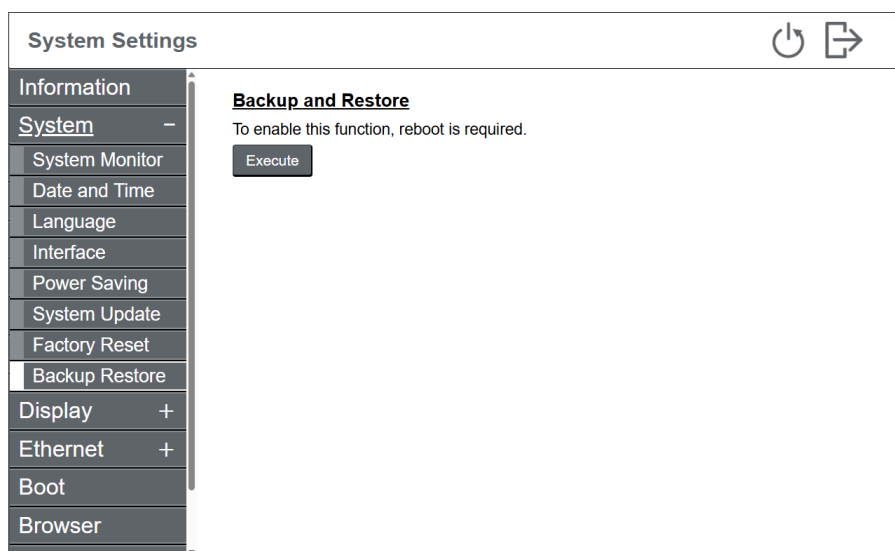 System Settings
Information
System −
System Monitor
Date and Time
Language
Interface
Power Saving
System Update
Factory Reset
Backup Restore
Display +
Ethernet +
Boot
Browser
Backup and Restore
To enable this function, reboot is required.
Execute